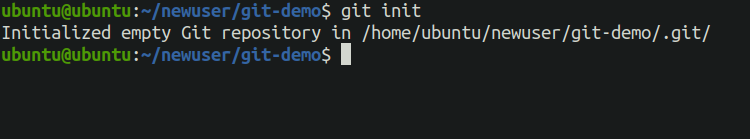 ubuntu@ubuntu:~/newuser/git-demo$ git init
Initialized empty Git repository in /home/ubuntu/newuser/git-demo/.git/
ubuntu@ubuntu:~/newuser/git-demo$